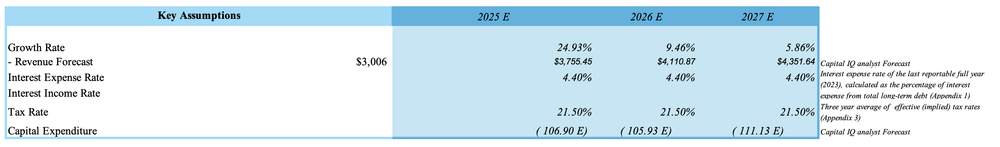 Key Assumptions 2025 E 2026 E 2027 E
Growth Rate 24.93% 9.46% 5.86%
- Revenue Forecast $3,006 $3,755.45 $4,110.87 $4,351.64 Capital IQ analyst Forecast
Interest Expense Rate 4.40% 4.40% 4.40% Interest expense rate of the last reportable full year
(2023), calculated as the percentage of interest
Interest Income Rate expense from total long-term debt (Appendix 1)
Tax Rate 21.50% 21.50% 21.50% Three year average of effective (implied) tax rates
(Appendix 3)
Capital Expenditure ( 106.90 E) ( 105.93 E) ( 111.13 E) Capital IQ analyst Forecast